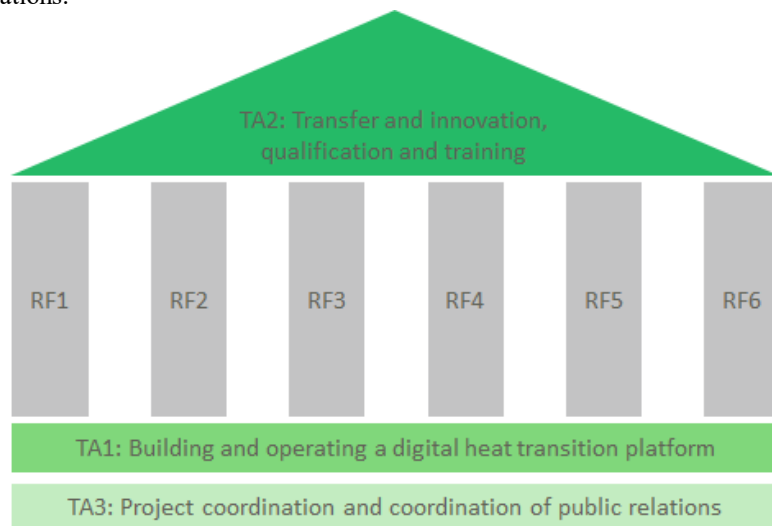 TA2: Transfer and innovation,
qualification and training
RF1 RF2 RF3 RF4 RF5 RF6
TA1: Building and operating a digital heat transition platform
TA3: Project coordination and coordination of public relations